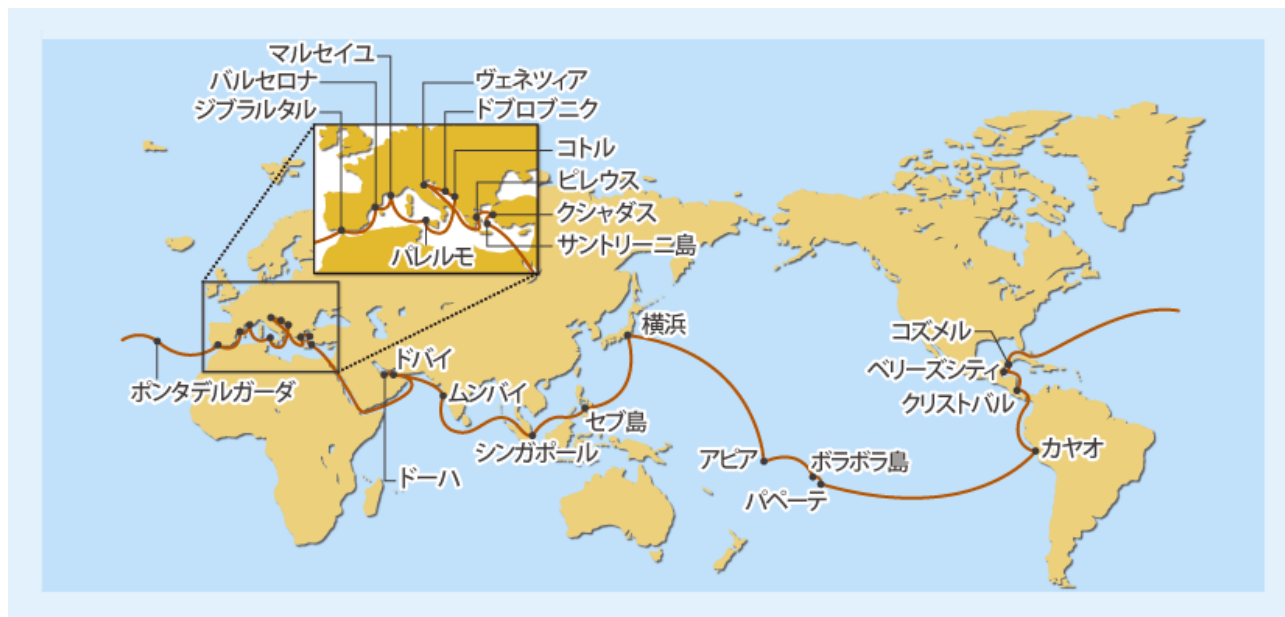 マルセイユ
バルセロナ
ジブラルタル
ヴェネツィア
ドブロブニク
コトル
ピレウス
クシャダス
サントリーニ島
パレルモ
ポンタデルガーダ
ドバイ
ムンバイ
ドーハ
シンガポール
セブ島
横浜
アピア
ボラボラ島
パペーテ
コズメル
ベリーズシティ
クリストバル
カヤオ